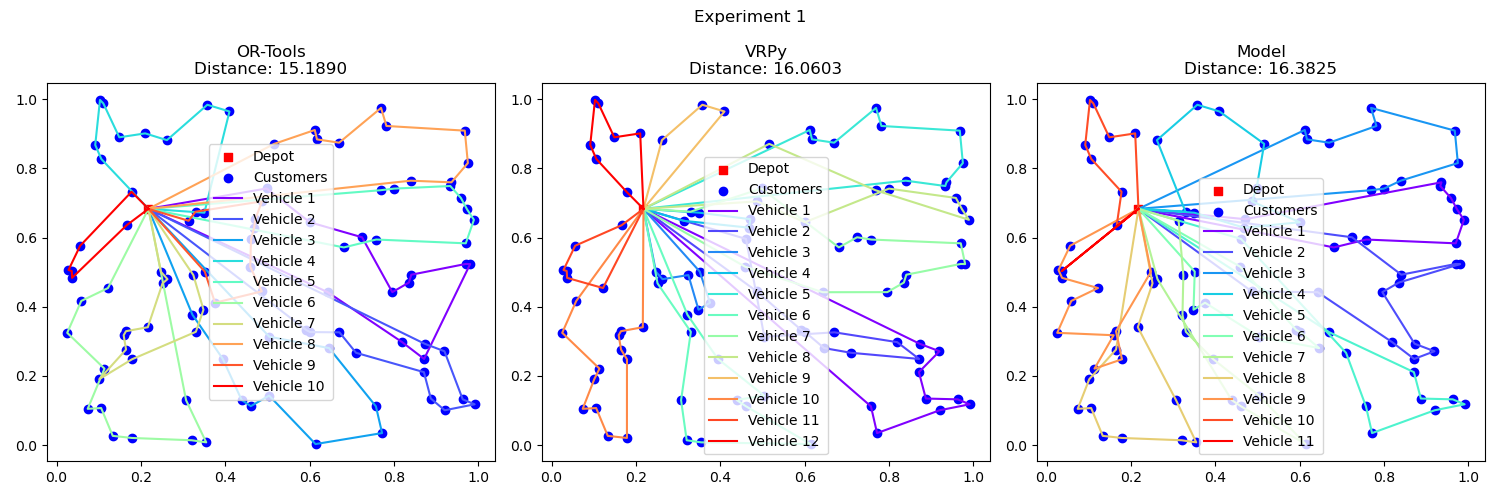 Experiment 1
OR-Tools
Distance: 15.1890
1.0
0.8
0.6
0.4
0.2
0.0
0.0 0.2 0.4 0.6 0.8 1.0
Depot
Customers
Vehicle 1
Vehicle 2
Vehicle 3
Vehicle 4
Vehicle 5
Vehicle 6
Vehicle 7
Vehicle 8
Vehicle 9
Vehicle 10
VRPy
Distance: 16.0603
1.0
0.8
0.6
0.4
0.2
0.0
0.0 0.2 0.4 0.6 0.8 1.0
Depot
Customers
Vehicle 1
Vehicle 2
Vehicle 3
Vehicle 4
Vehicle 5
Vehicle 6
Vehicle 7
Vehicle 8
Vehicle 9
Vehicle 10
Vehicle 11
Vehicle 12
Model
Distance: 16.3825
1.0
0.8
0.6
0.4
0.2
0.0
0.0 0.2 0.4 0.6 0.8 1.0
Depot
Customers
Vehicle 1
Vehicle 2
Vehicle 3
Vehicle 4
Vehicle 5
Vehicle 6
Vehicle 7
Vehicle 8
Vehicle 9
Vehicle 10
Vehicle 11